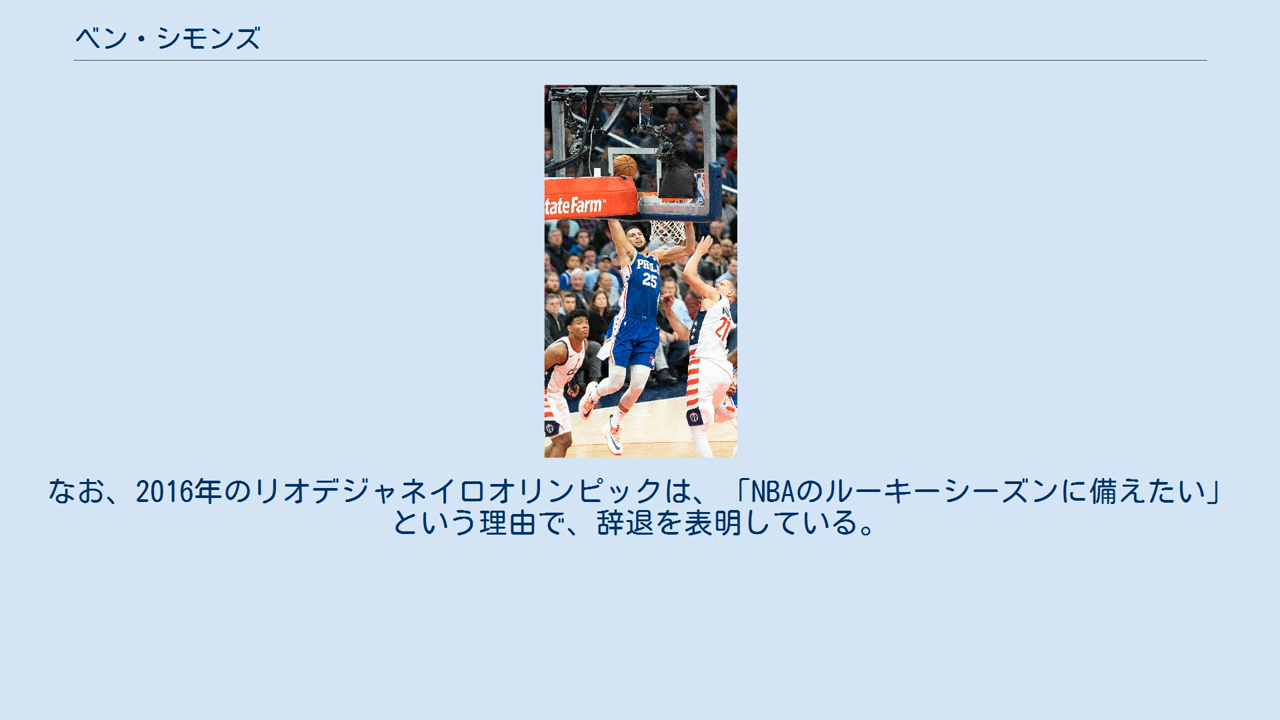 ベン・シモンズ
tateFarm™
PHIL
25
21
なお、2016年のリオデジャネイロオリンピックは、「NBAのルーキーシーズンに備えたい」
という理由で、辞退を表明している。